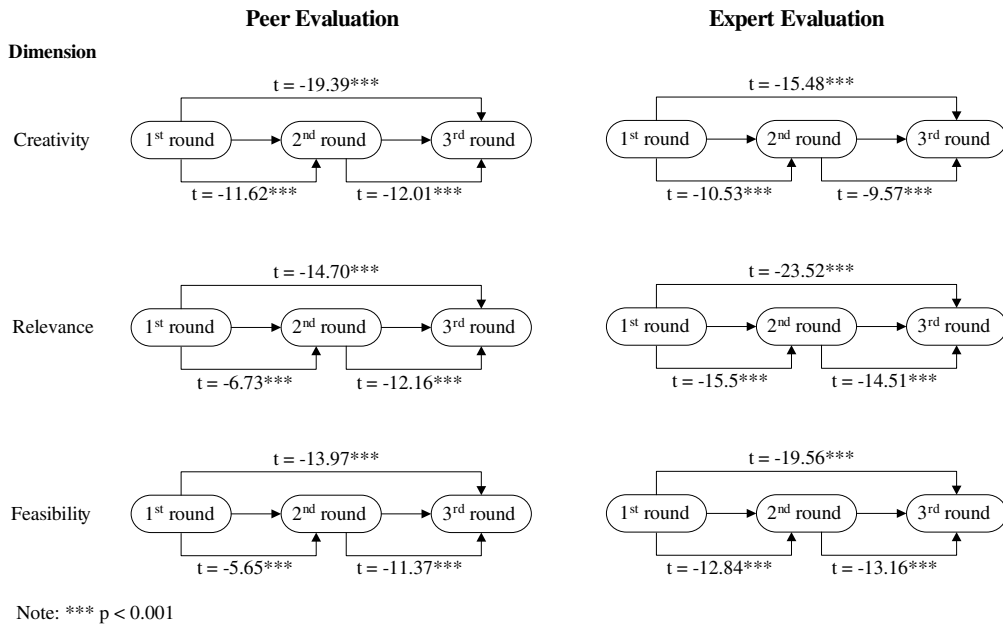 Peer Evaluation Expert Evaluation
Dimension
t = -19.39*** t = -15.48***
Creativity 1st round 2nd round 3rd round 1st round 2nd round 3rd round
t = -11.62*** t = -12.01*** t = -10.53*** t = -9.57***
t = -14.70*** t = -23.52***
Relevance 1st round 2nd round 3rd round 1st round 2nd round 3rd round
t = -6.73*** t = -12.16*** t = -15.5*** t = -14.51***
t = -13.97*** t = -19.56***
Feasibility 1st round 2nd round 3rd round 1st round 2nd round 3rd round
t = -5.65*** t = -11.37*** t = -12.84*** t = -13.16***
Note: *** p < 0.001